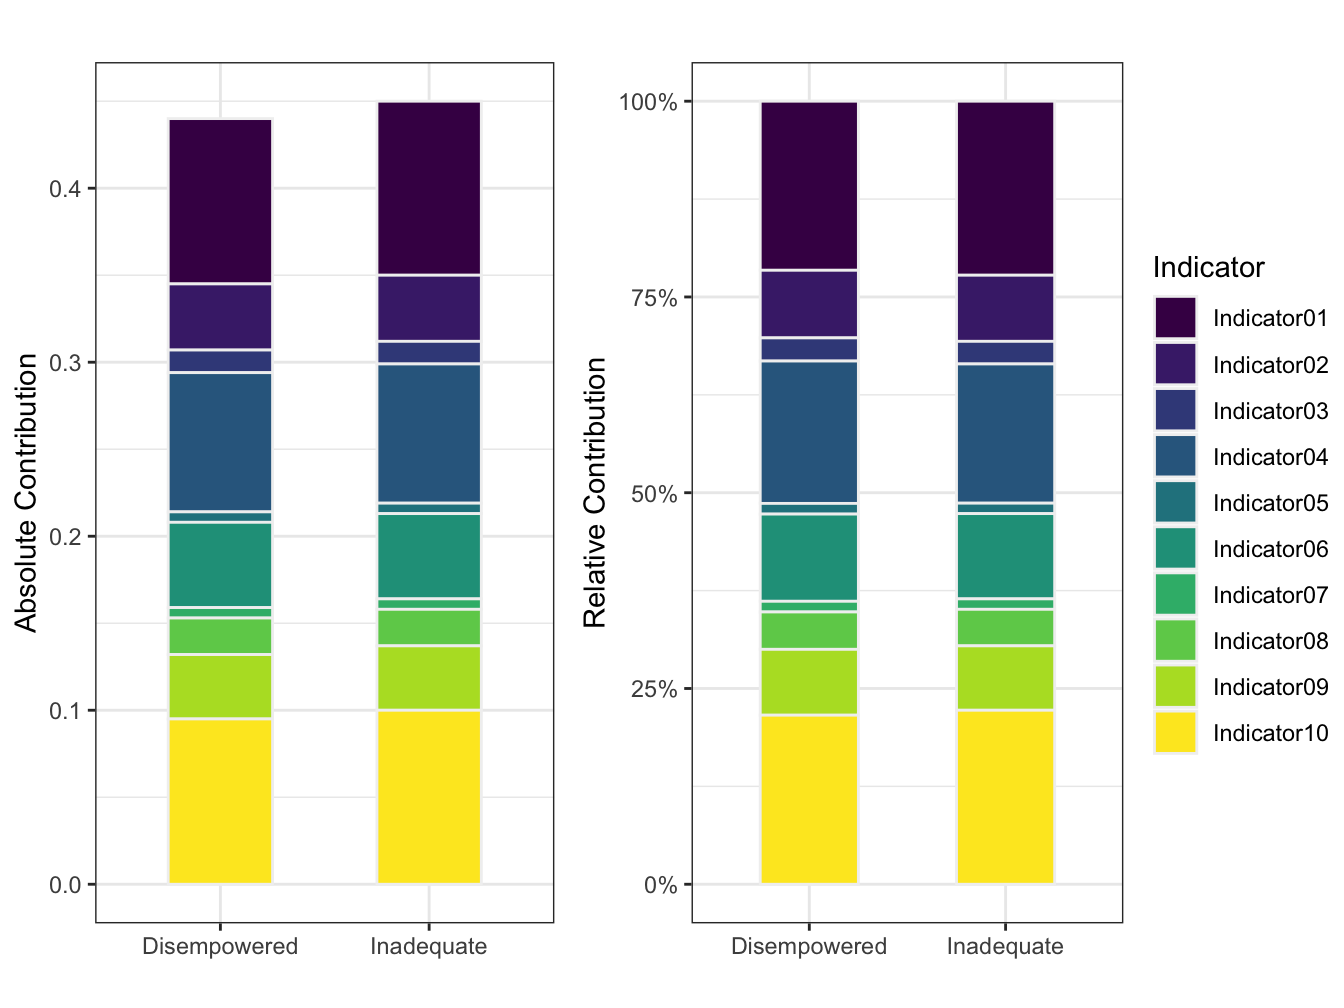 Absolute Contribution
0.4
0.3
0.2
0.1
0.0
Disempowered
Inadequate
Relative Contribution
100%
75%
50%
25%
0%
Disempowered
Inadequate
Indicator
Indicator01
Indicator02
Indicator03
Indicator04
Indicator05
Indicator06
Indicator07
Indicator08
Indicator09
Indicator10